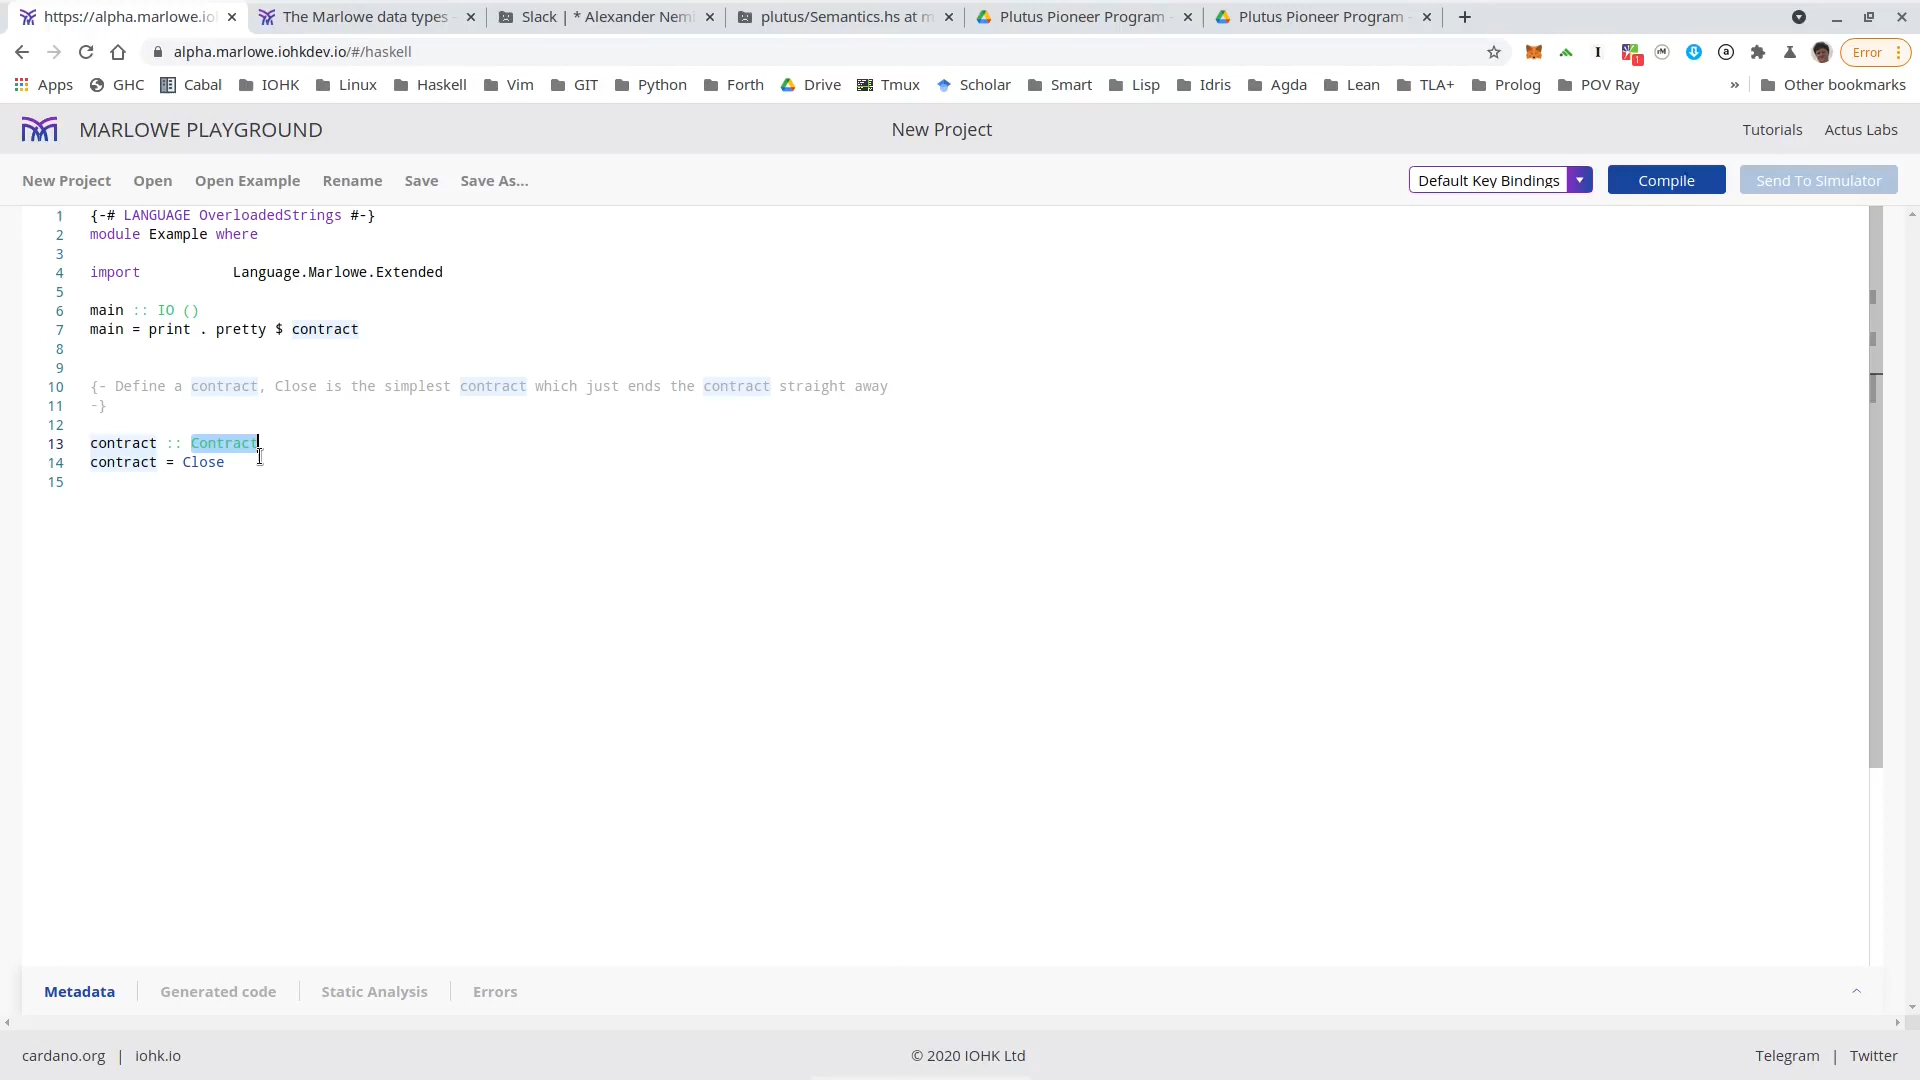 https://alpha.marlowe.iol
The Marlowe data types
Slack | * Alexander Nemi
plutus/Semantics.hs at m
Plutus Pioneer Program
Plutus Pioneer Program
alpha.marlowe.iohkdev.io/#/haskell
Error
Apps GHC Cabal IOHK Linux Haskell Vim GIT Python Forth Drive Tmux Scholar Smart Lisp Idris Agda Lean TLA+ Prolog POV Ray » Other bookmarks
MARLOWE PLAYGROUND
New Project
Tutorials Actus Labs
New Project Open Open Example Rename Save Save As...
Default Key Bindings
Compile
Send To Simulator
1 {-# LANGUAGE OverloadedStrings #-}
2 module Example where
3
4 import Language.Marlowe.Extended
5
6 main :: IO ()
7 main = print . pretty $ contract
8
9
10 {- Define a contract, Close is the simplest contract which just ends the contract straight away
11 -}
12
13 contract :: Contract
14 contract = Close
15
Metadata Generated code Static Analysis Errors
cardano.org | iohk.io
© 2020 IOHK Ltd
Telegram | Twitter